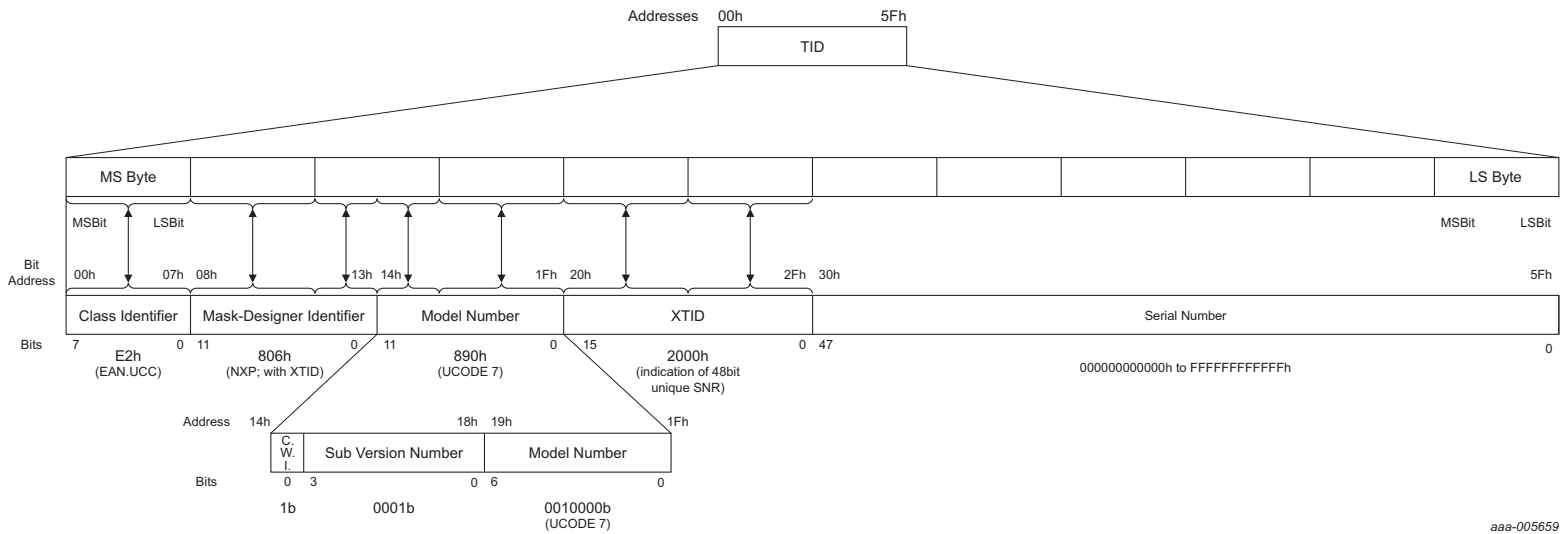 Addresses 00h 5Fh
TID
MS Byte LS Byte
MSBit LSBit MSBit LSBit
Bit
Address
00h 07h 08h 13h 14h 1Fh 20h 2Fh 30h 5Fh
Class Identifier Mask-Designer Identifier Model Number XTID Serial Number
Bits 7 0 11 0 11 0 15 0 47 0
E2h
(EAN.UCC)
806h
(NXP; with XTID)
890h
(UCODE 7)
2000h
(indication of 48bit
unique SNR)
000000000000h to FFFFFFFFFFFFh
Address 14h 18h 19h 1Fh
C.
W.
I.
Sub Version Number Model Number
Bits 0 3 0 6 0
1b 0001b 0010000b
(UCODE 7)
aaa-005659